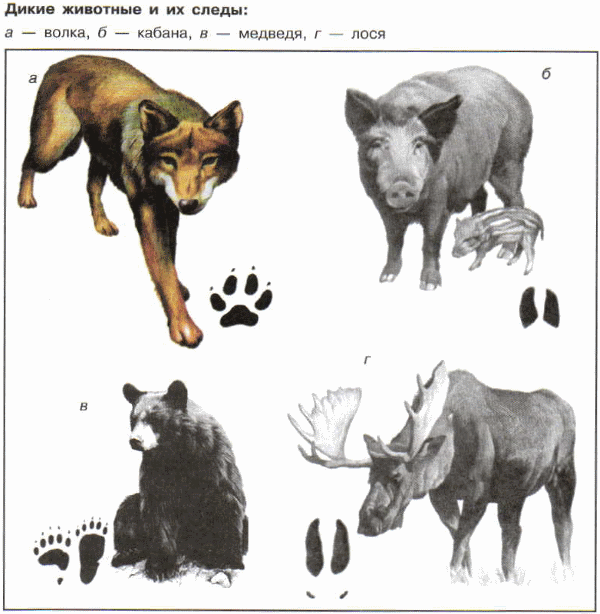 Дикие животные и их следы:
а — волка, б — кабана, в — медведя, г — лося
а
б
в
г